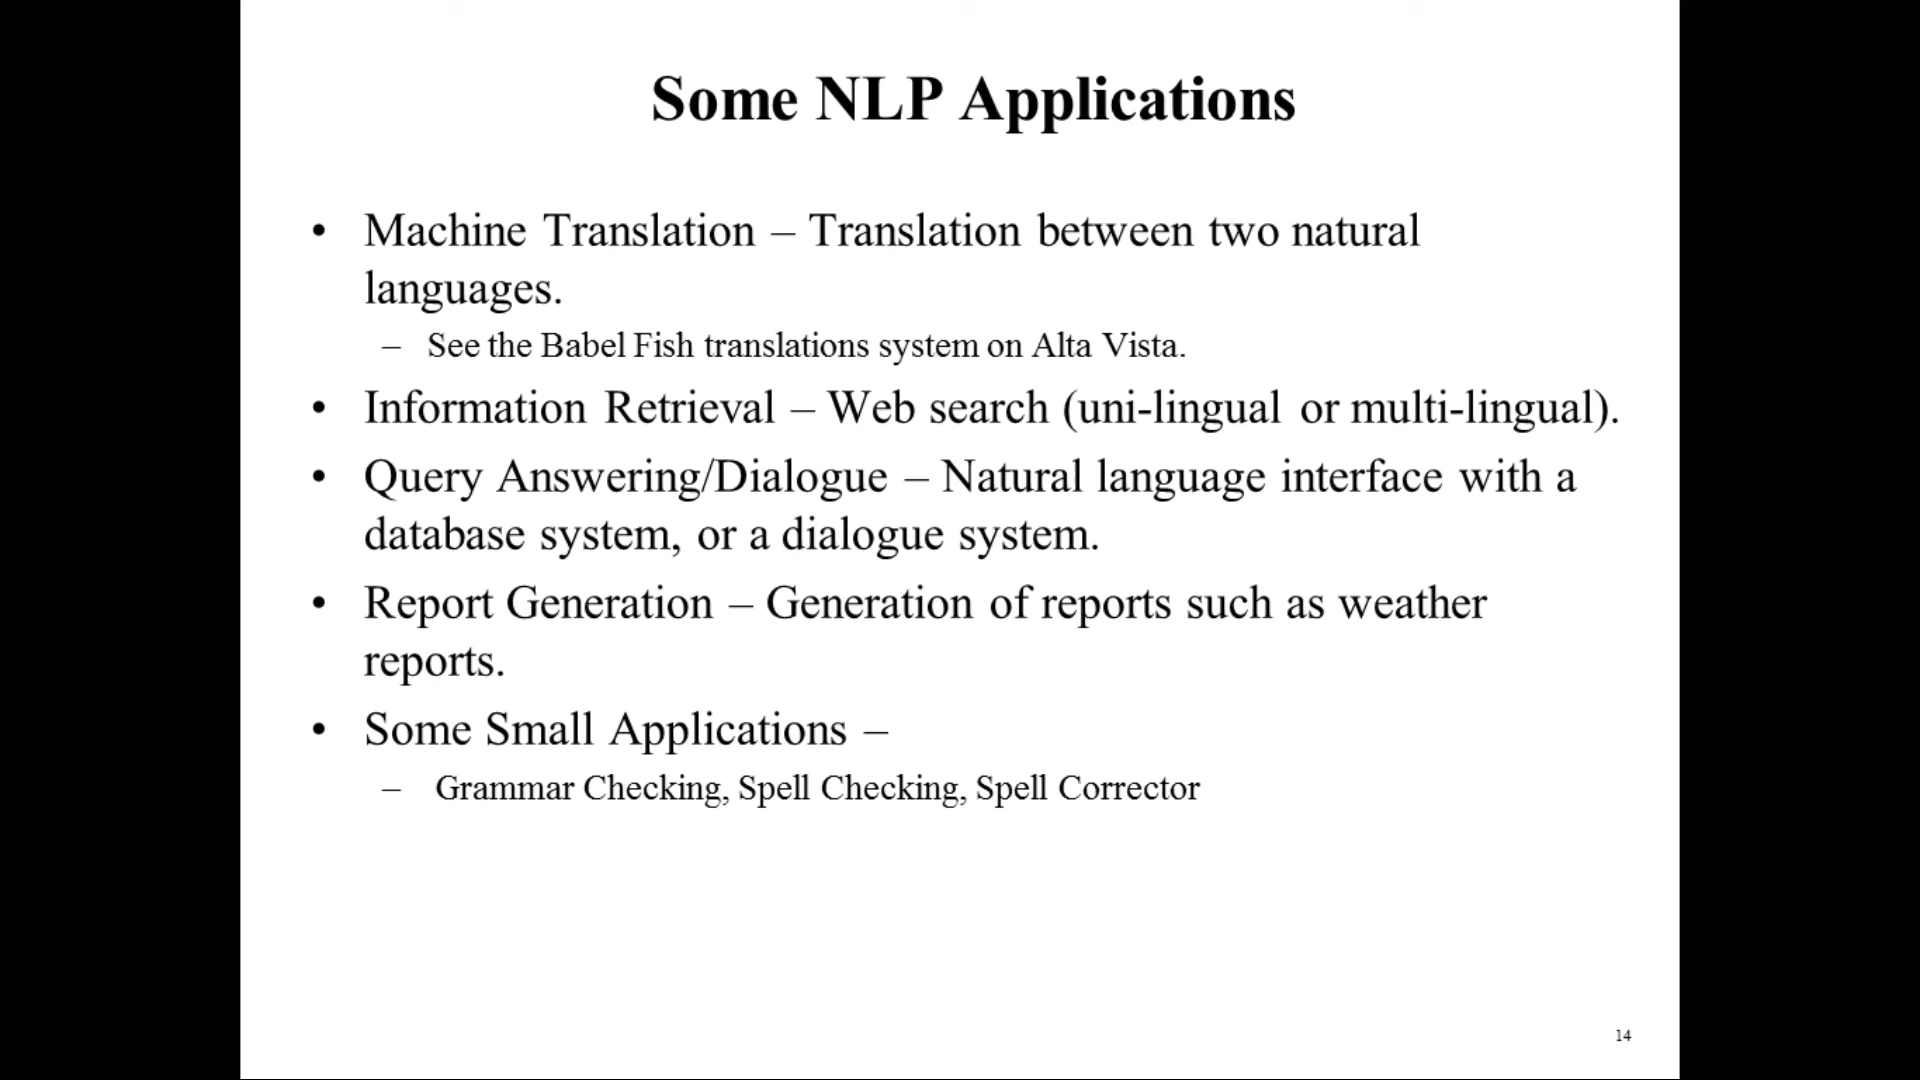 Some NLP Applications
• Machine Translation – Translation between two natural
languages.
– See the Babel Fish translations system on Alta Vista.
• Information Retrieval – Web search (uni-lingual or multi-lingual).
• Query Answering/Dialogue – Natural language interface with a
database system, or a dialogue system.
• Report Generation – Generation of reports such as weather
reports.
• Some Small Applications –
– Grammar Checking, Spell Checking, Spell Corrector
14